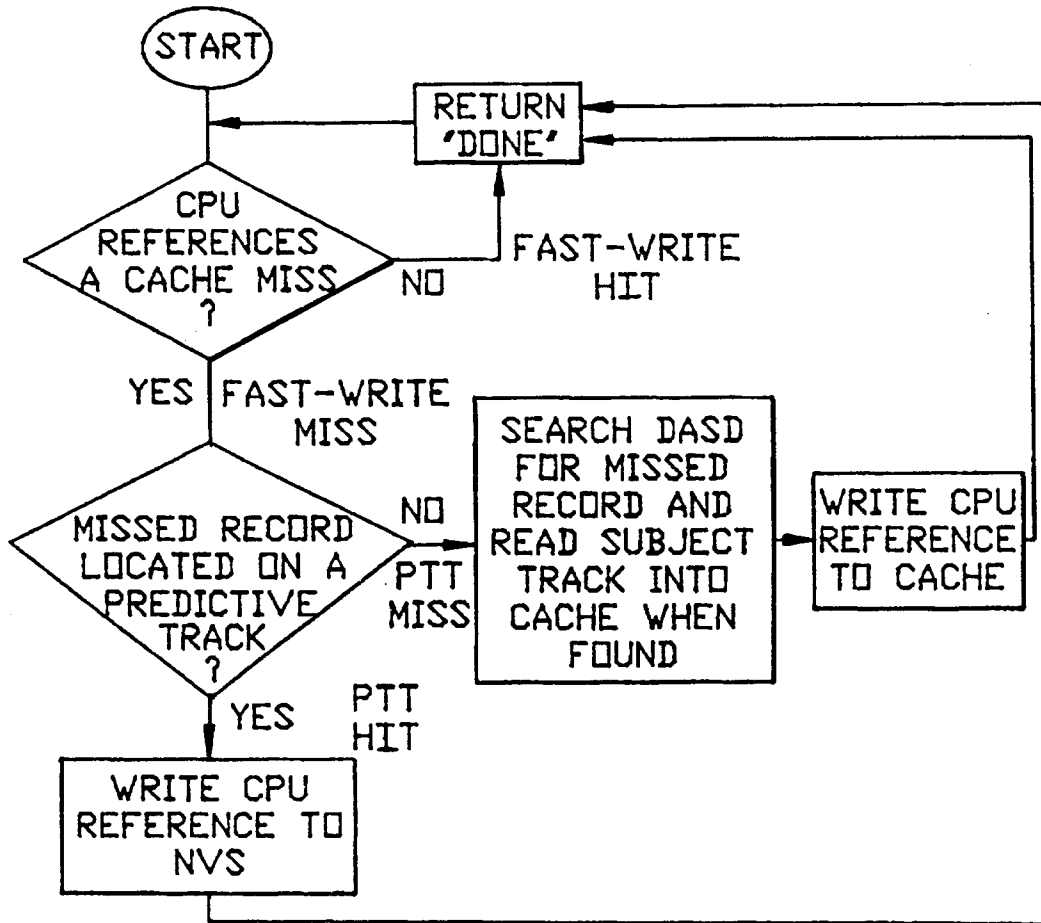 START
RETURN
"DONE"
CPU
REFERENCES
A CACHE MISS
?
NO
FAST-WRITE
HIT
YES
FAST-WRITE
MISS
MISSED RECORD
LOCATED ON A
PREDICTIVE
TRACK
?
NO
PTT
MISS
SEARCH DASD
FOR MISSED
RECORD AND
READ SUBJECT
TRACK INTO
CACHE WHEN
FOUND
WRITE CPU
REFERENCE
TO CACHE
YES
PTT
HIT
WRITE CPU
REFERENCE TO
NVS